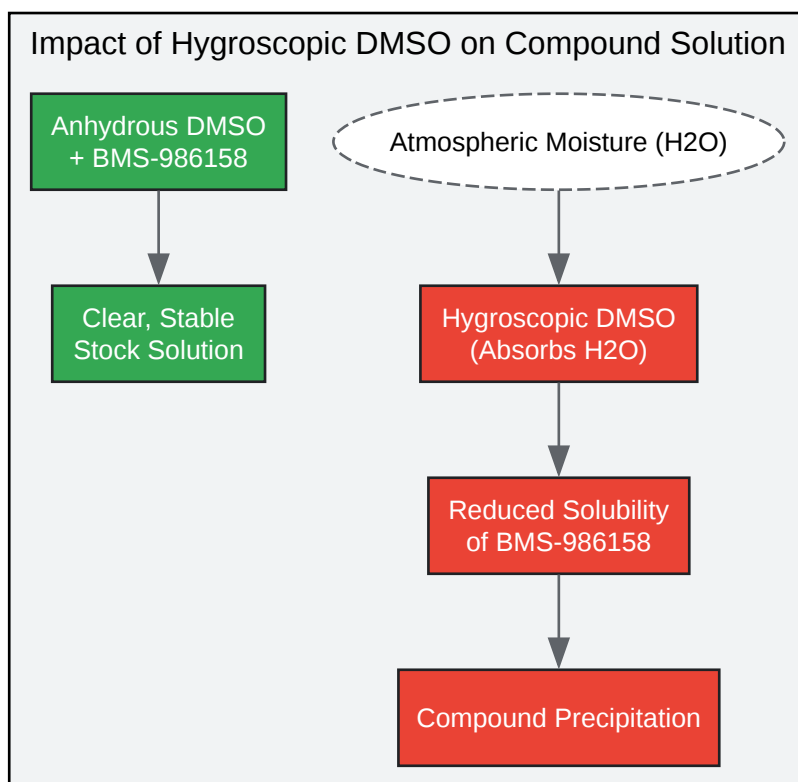 Impact of Hygroscopic DMSO on Compound Solution
Anhydrous DMSO
+ BMS-986158
Atmospheric Moisture (H2O)
Clear, Stable
Stock Solution
Hygroscopic DMSO
(Absorbs H2O)
Reduced Solubility
of BMS-986158
Compound Precipitation